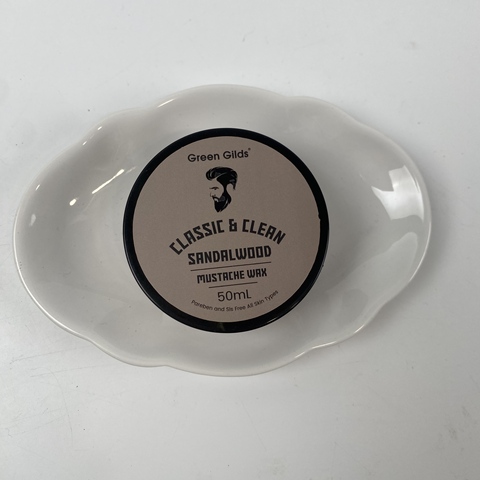 Green Gilds®
CLASSIC & CLEAN
SANDALWOOD
MUSTACHE WAX
50mL
Paraben and Sls Free All Skin Types